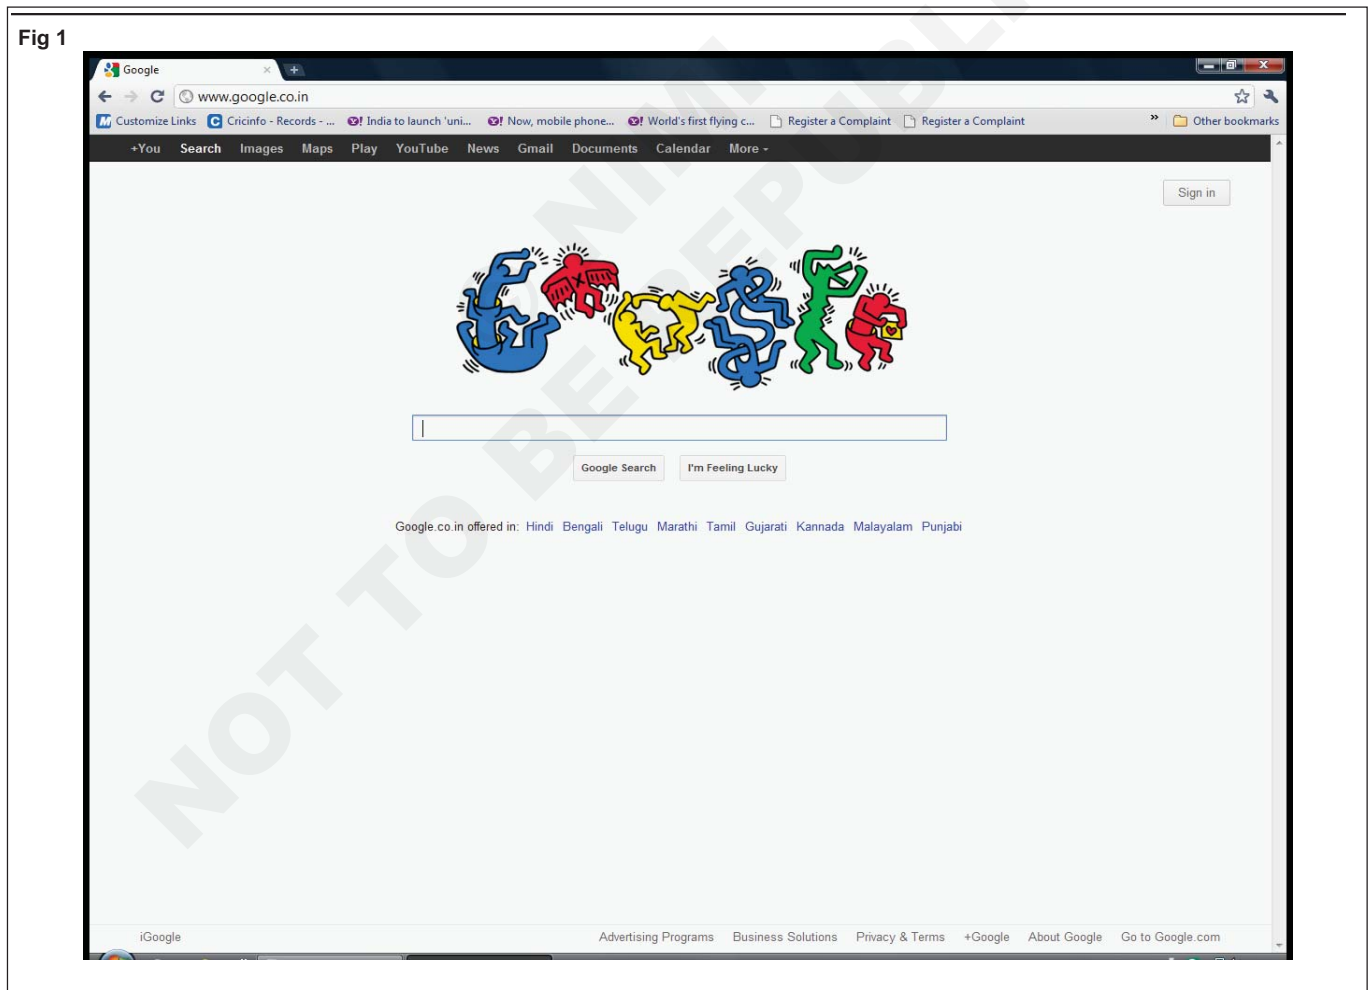 Fig 1
Google
www.google.co.in
Customize Links Cricinfo - Records - ... India to launch 'uni... Now, mobile phone... World's first flying c... Register a Complaint Register a Complaint » Other bookmarks
+You Search Images Maps Play YouTube News Gmail Documents Calendar More
Sign in
Google Search I'm Feeling Lucky
Google.co.in offered in: Hindi Bengali Telugu Marathi Tamil Gujarati Kannada Malayalam Punjabi
iGoogle Advertising Programs Business Solutions Privacy & Terms +Google About Google Go to Google.com
© NIMI
NOT TO BE REPUBLI